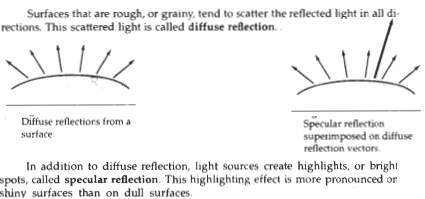 Surfaces that are rough, or grainy, tend to scatter the reflected light in all di-
rections. This scattered light is called diffuse reflection.
Diffuse reflections from a
surface.
Specular reflection
superimposed on diffuse
reflection vectors.
In addition to diffuse reflection, light sources create highlights, or bright
spots, called specular reflection. This highlighting effect is more pronounced on
shiny surfaces than on dull surfaces.